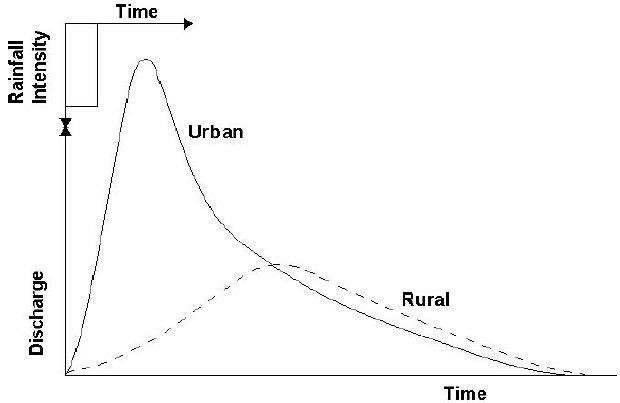 Time
Rainfall
Intensity
Urban
Discharge
Rural
Time